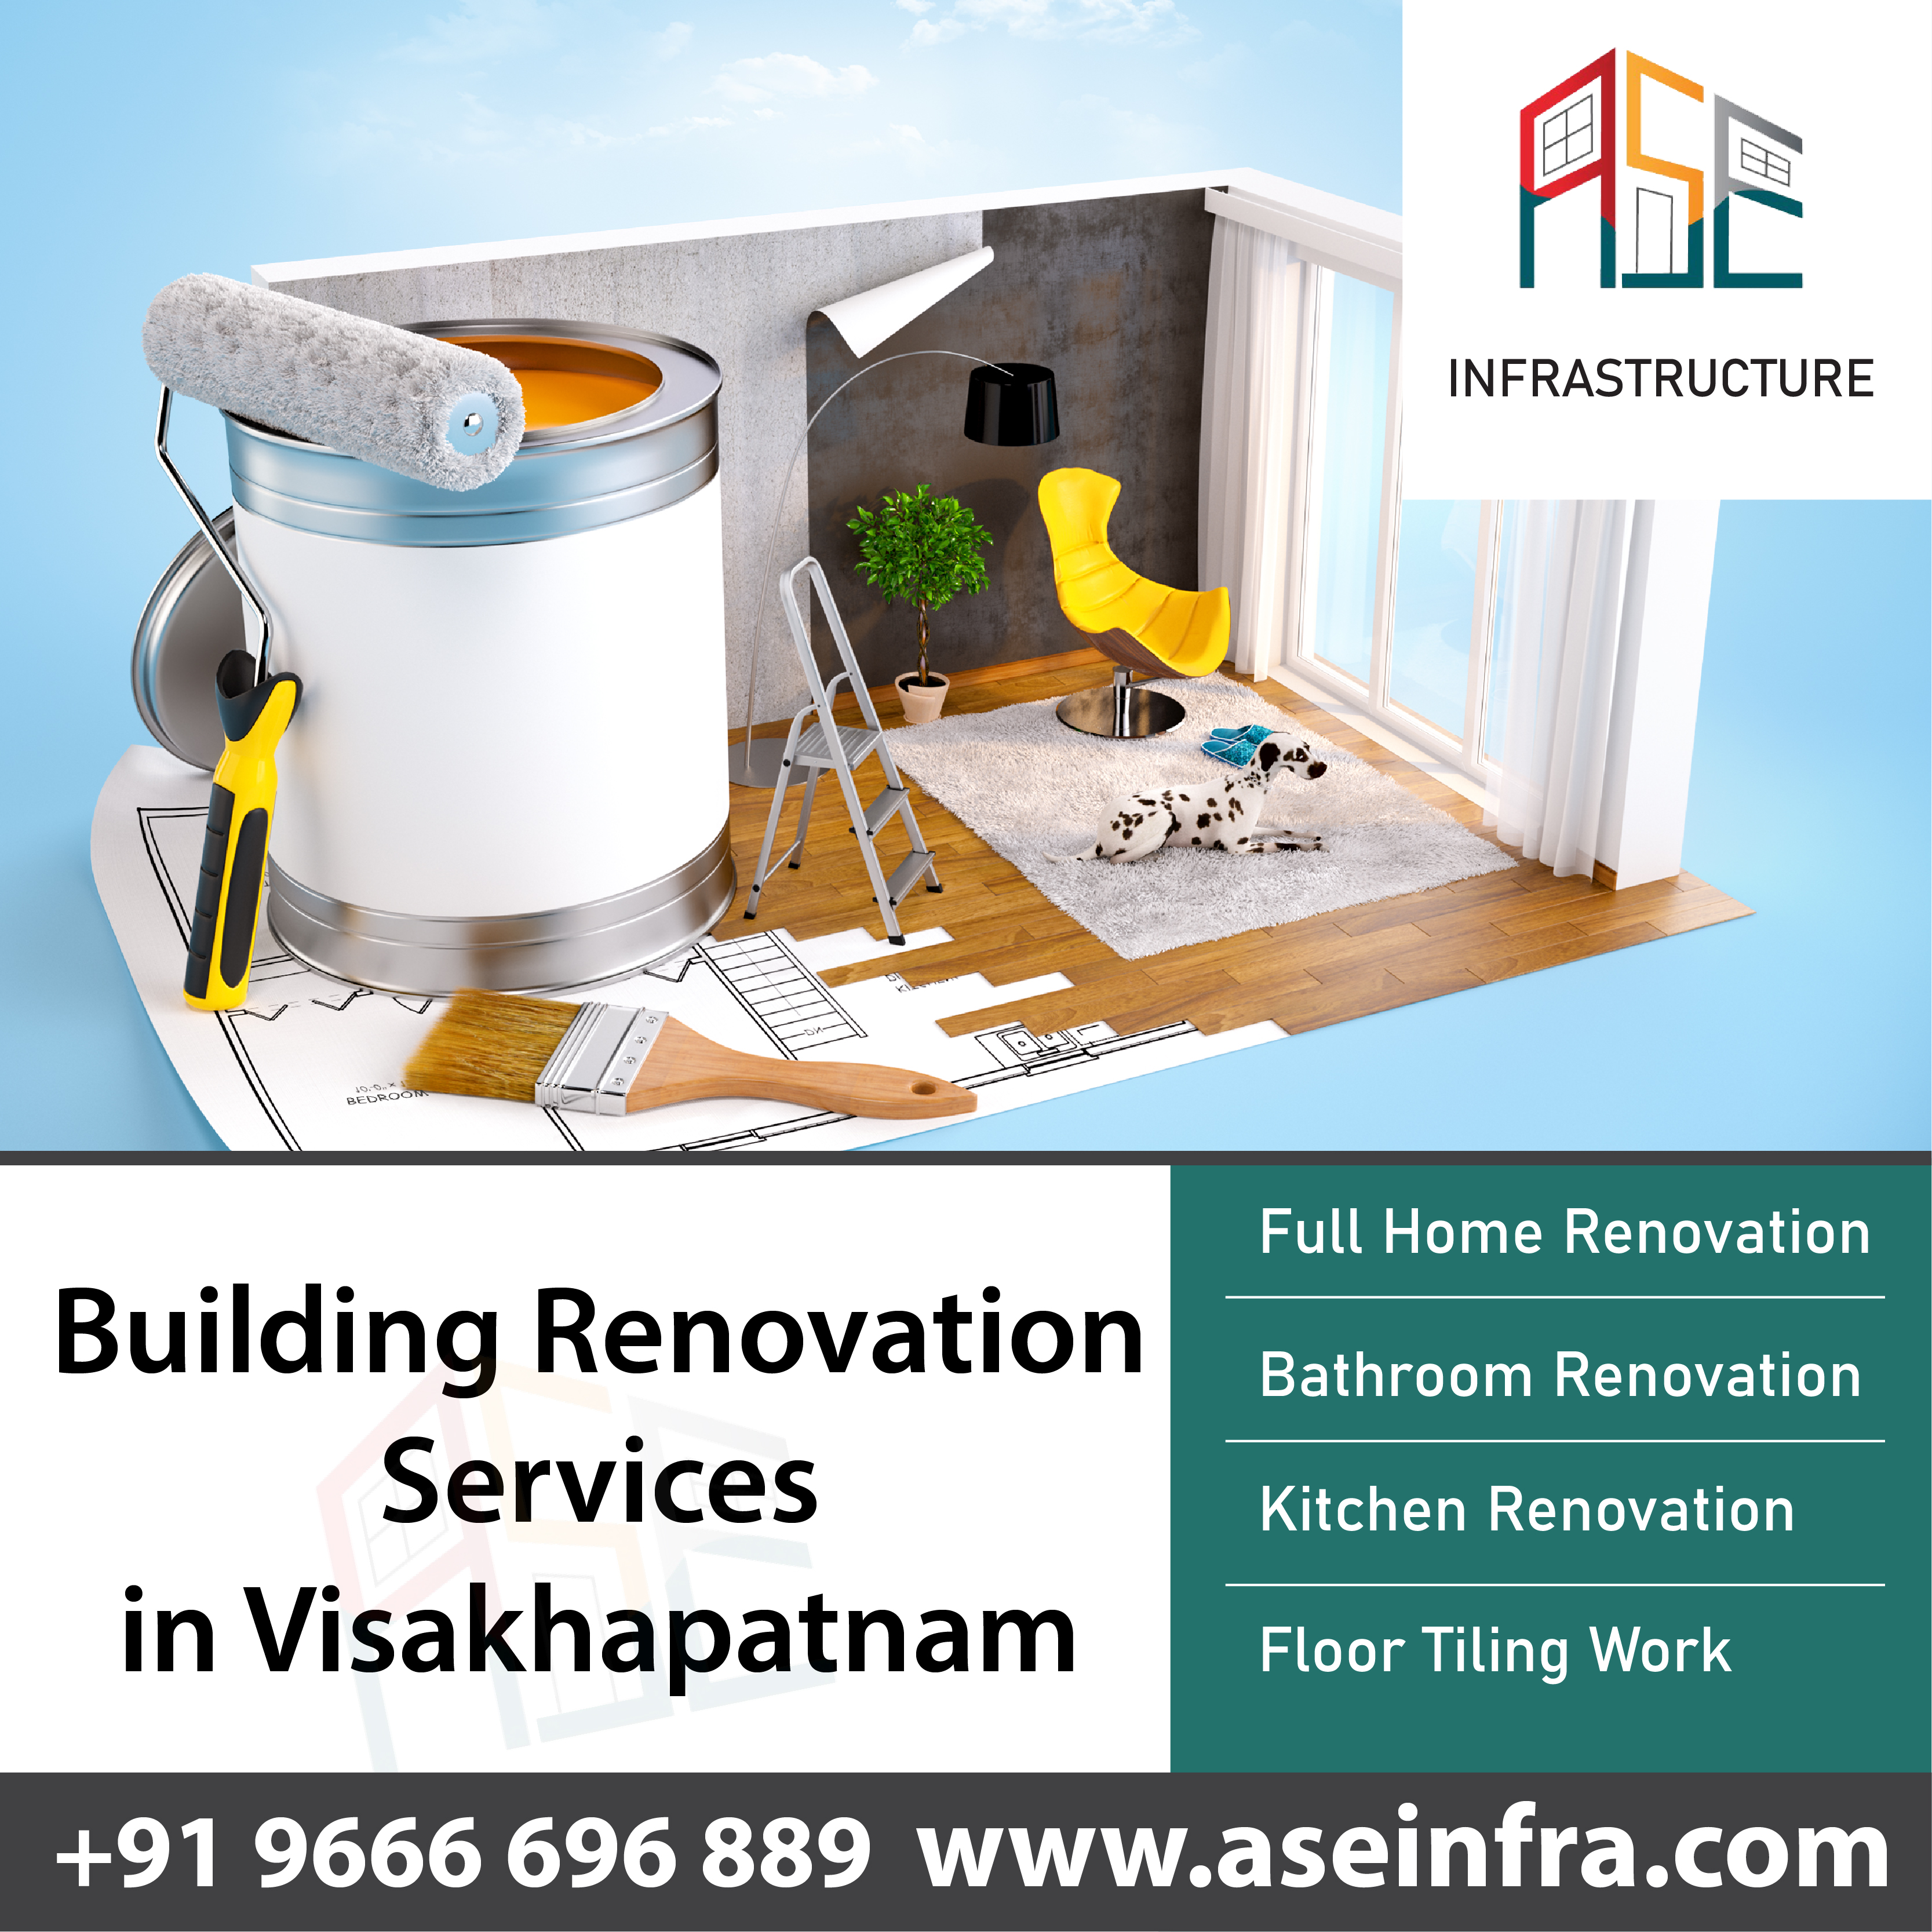 ASE
INFRASTRUCTURE
BEDROOM
Building Renovation
Services
in Visakhapatnam
Full Home Renovation
Bathroom Renovation
Kitchen Renovation
Floor Tiling Work
+91 9666 696 889 www.aseinfra.com